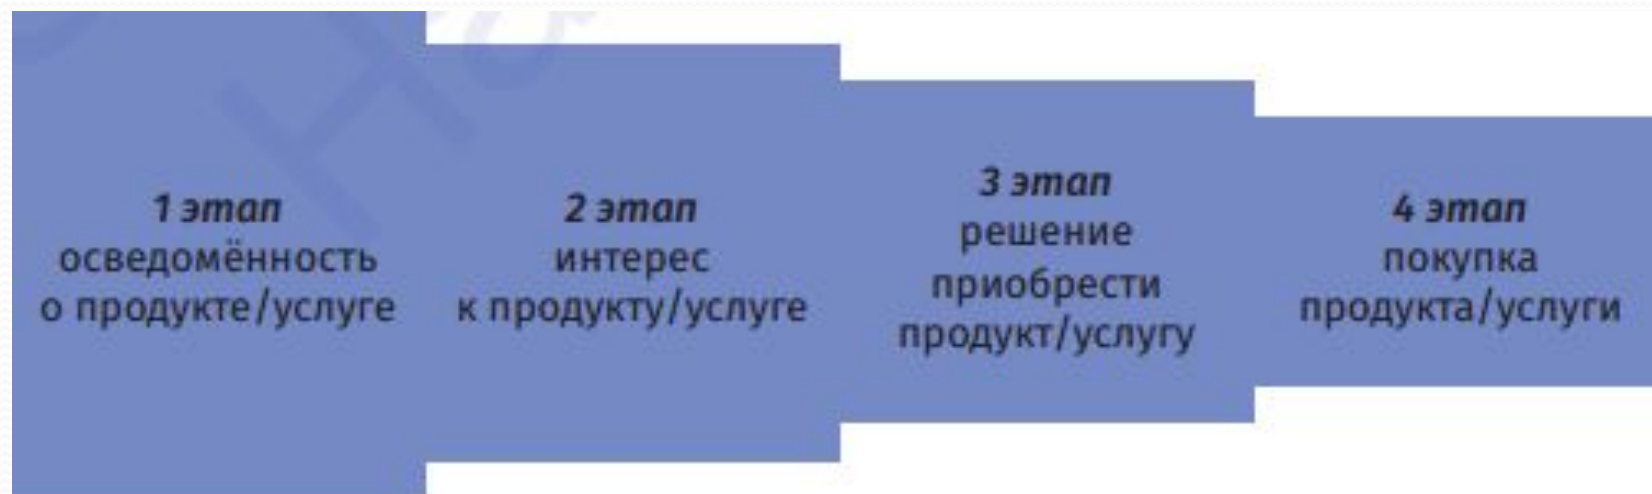 1 этап
осведомённость
о продукте/услуге
2 этап
интерес
к продукту/услуге
3 этап
решение
приобрести
продукт/услугу
4 этап
покупка
продукта/услуги